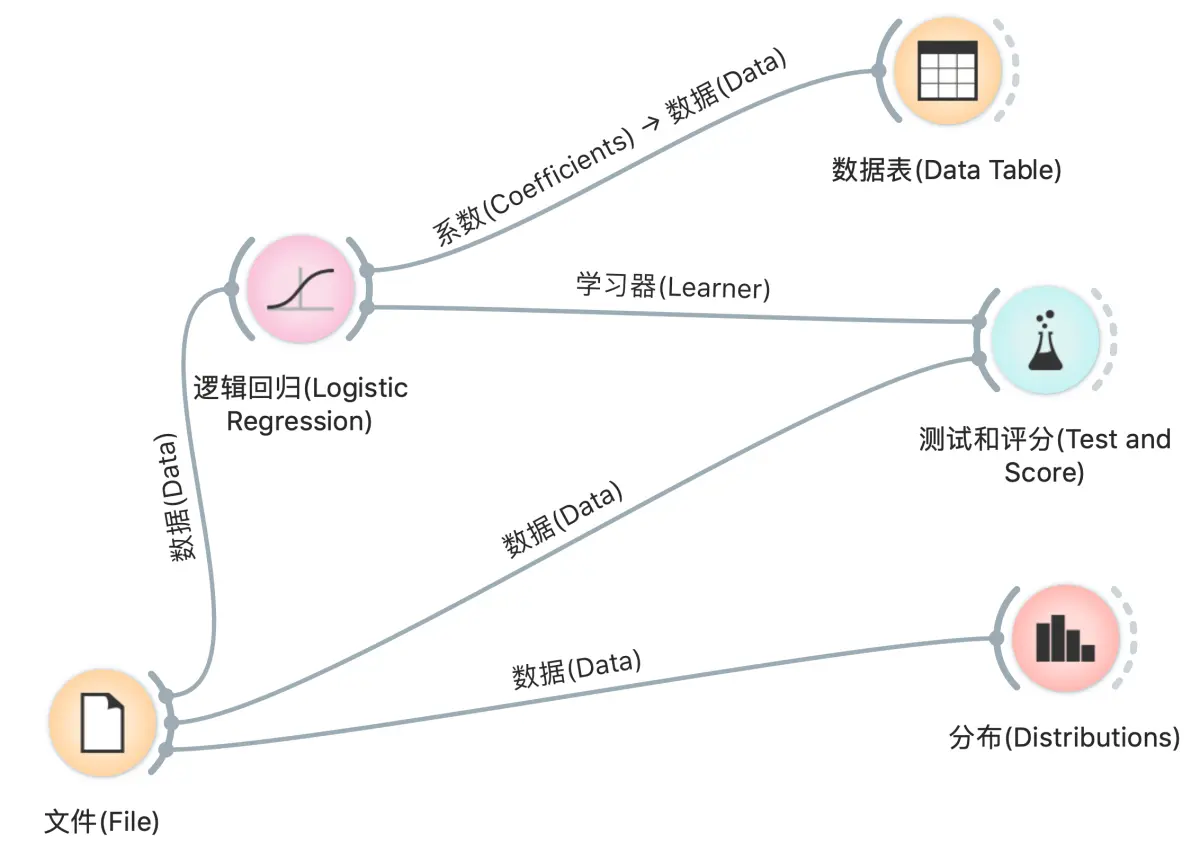 系数(Coefficients) → 数据(Data)
数据表(Data Table)
学习器(Learner)
逻辑回归(Logistic
Regression)
测试和评分(Test and
Score)
数据(Data)
数据(Data)
数据(Data)
分布(Distributions)
文件(File)